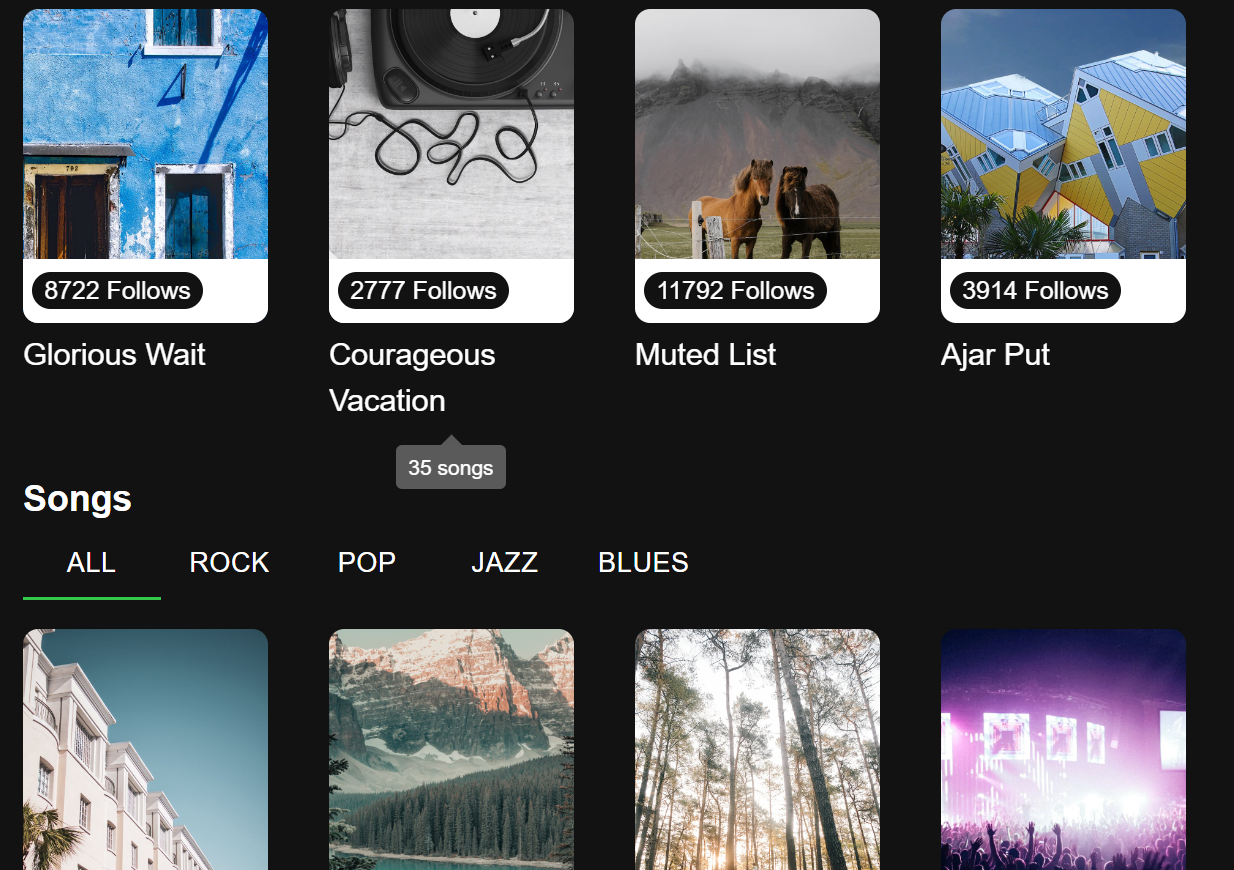 792
8722 Follows
2777 Follows
11792 Follows
3914 Follows
Glorious Wait
Courageous
Vacation
Muted List
Ajar Put
35 songs
Songs
ALL
ROCK
POP
JAZZ
BLUES